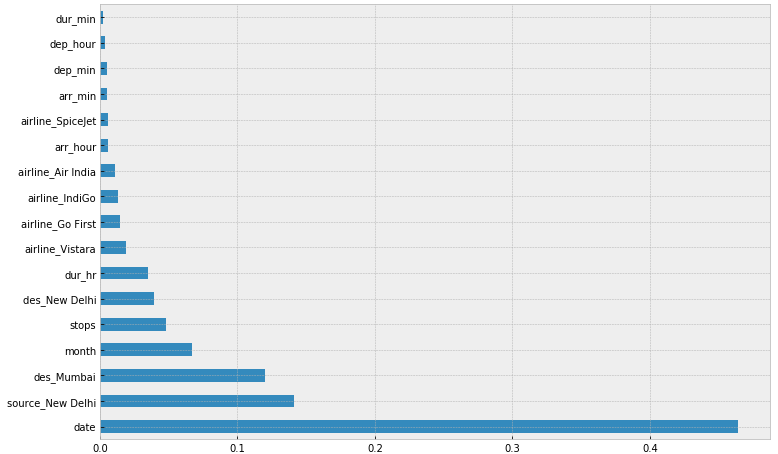 dur_min
dep_hour
dep_min
arr_min
airline_SpiceJet
arr_hour
airline_Air India
airline_IndiGo
airline_Go First
airline_Vistara
dur_hr
des_New Delhi
stops
month
des_Mumbai
source_New Delhi
date
0.0 0.1 0.2 0.3 0.4